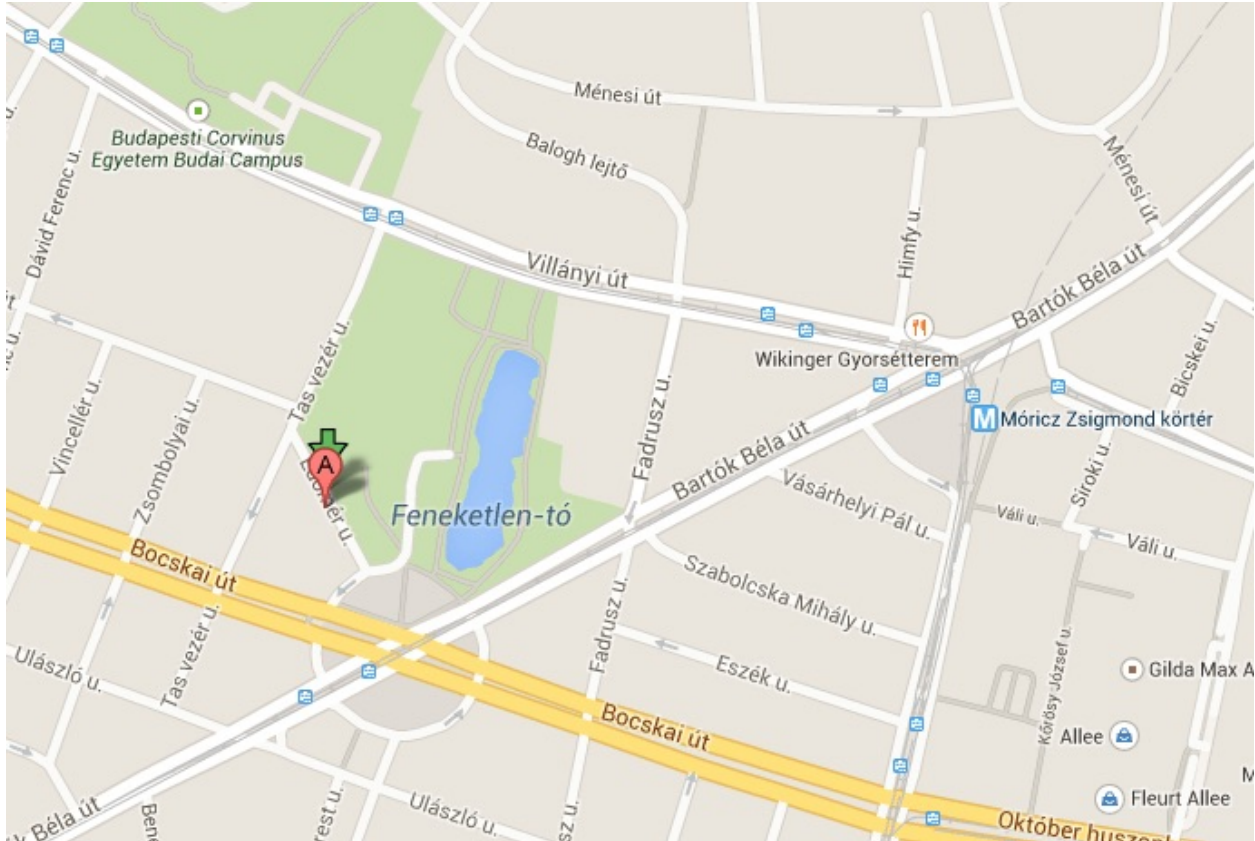 Ménesi út
Budapesti Corvinus
Egyetem Budai Campus
Balogh lejtő
Ménesi út
Dávid Ferenc u.
Himfy u.
Villányi út
Bartók Béla út
Wikinger Gyorsétterem
Bicskei u.
Tas vezér u.
Fadrusz u.
M Móricz Zsigmond körtér
Vincellér u.
Zsombolyai u.
A
Bartók Béla út
Siroki u.
Vásárhelyi Pál u.
Feneketlen-tó
Váli u.
Váli u.
Bocskai út
Szabolcska Mihály u.
Fadrusz u.
Ulászló u.
Tas vezér u.
Eszék u.
Kőrösy József u.
Gilda Max A
Bocskai út
Allee
M
Fleurt Allee
Ulászló u.
Béla út
Október